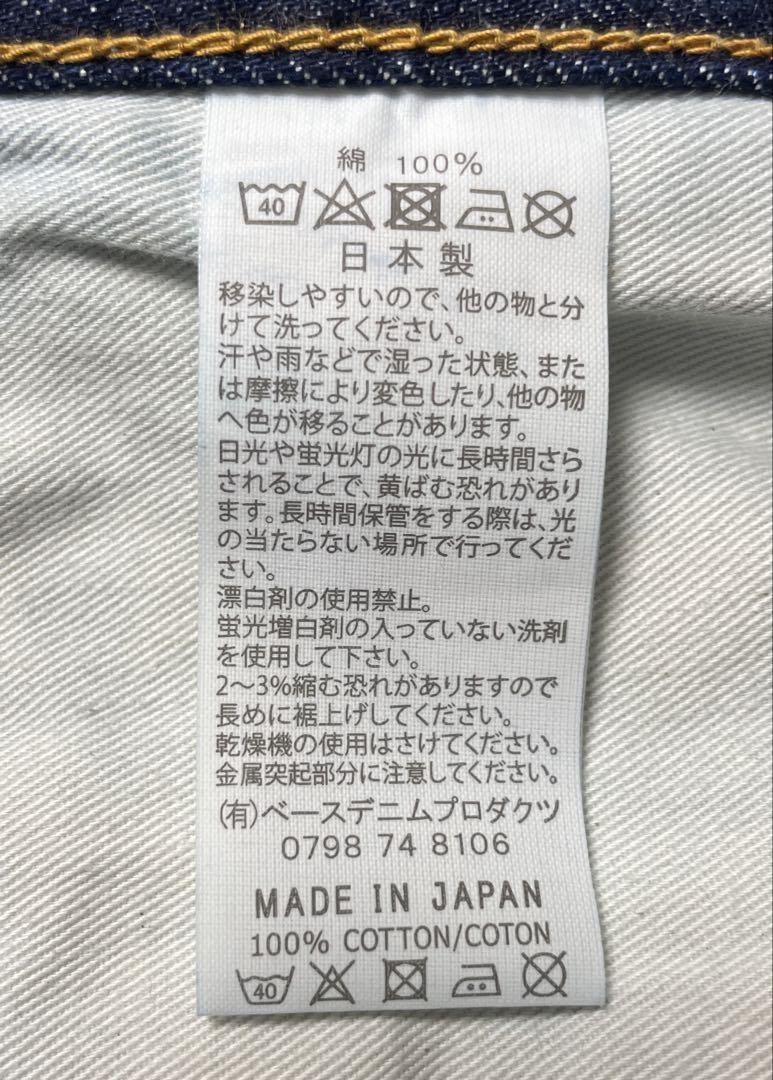 綿 100%
40
日本製
移染しやすいので、他の物と分
けて洗ってください。
汗や雨などで湿った状態、また
は摩擦により変色したり、他の物
へ色が移ることがあります。
日光や蛍光灯の光に長時間さら
されることで、黄ばむ恐れがあり
ます。長時間保管をする際は、光
の当たらない場所で行ってくだ
さい。
漂白剤の使用禁止。
蛍光増白剤の入っていない洗剤
を使用して下さい。
2〜3%縮む恐れがありますので
長めに裾上げしてください。
乾燥機の使用はさけてください。
金属突起部分に注意してください。
(有)ベースデニムプロダクツ
0798 74 8106
MADE IN JAPAN
100% COTTON/COTON
40